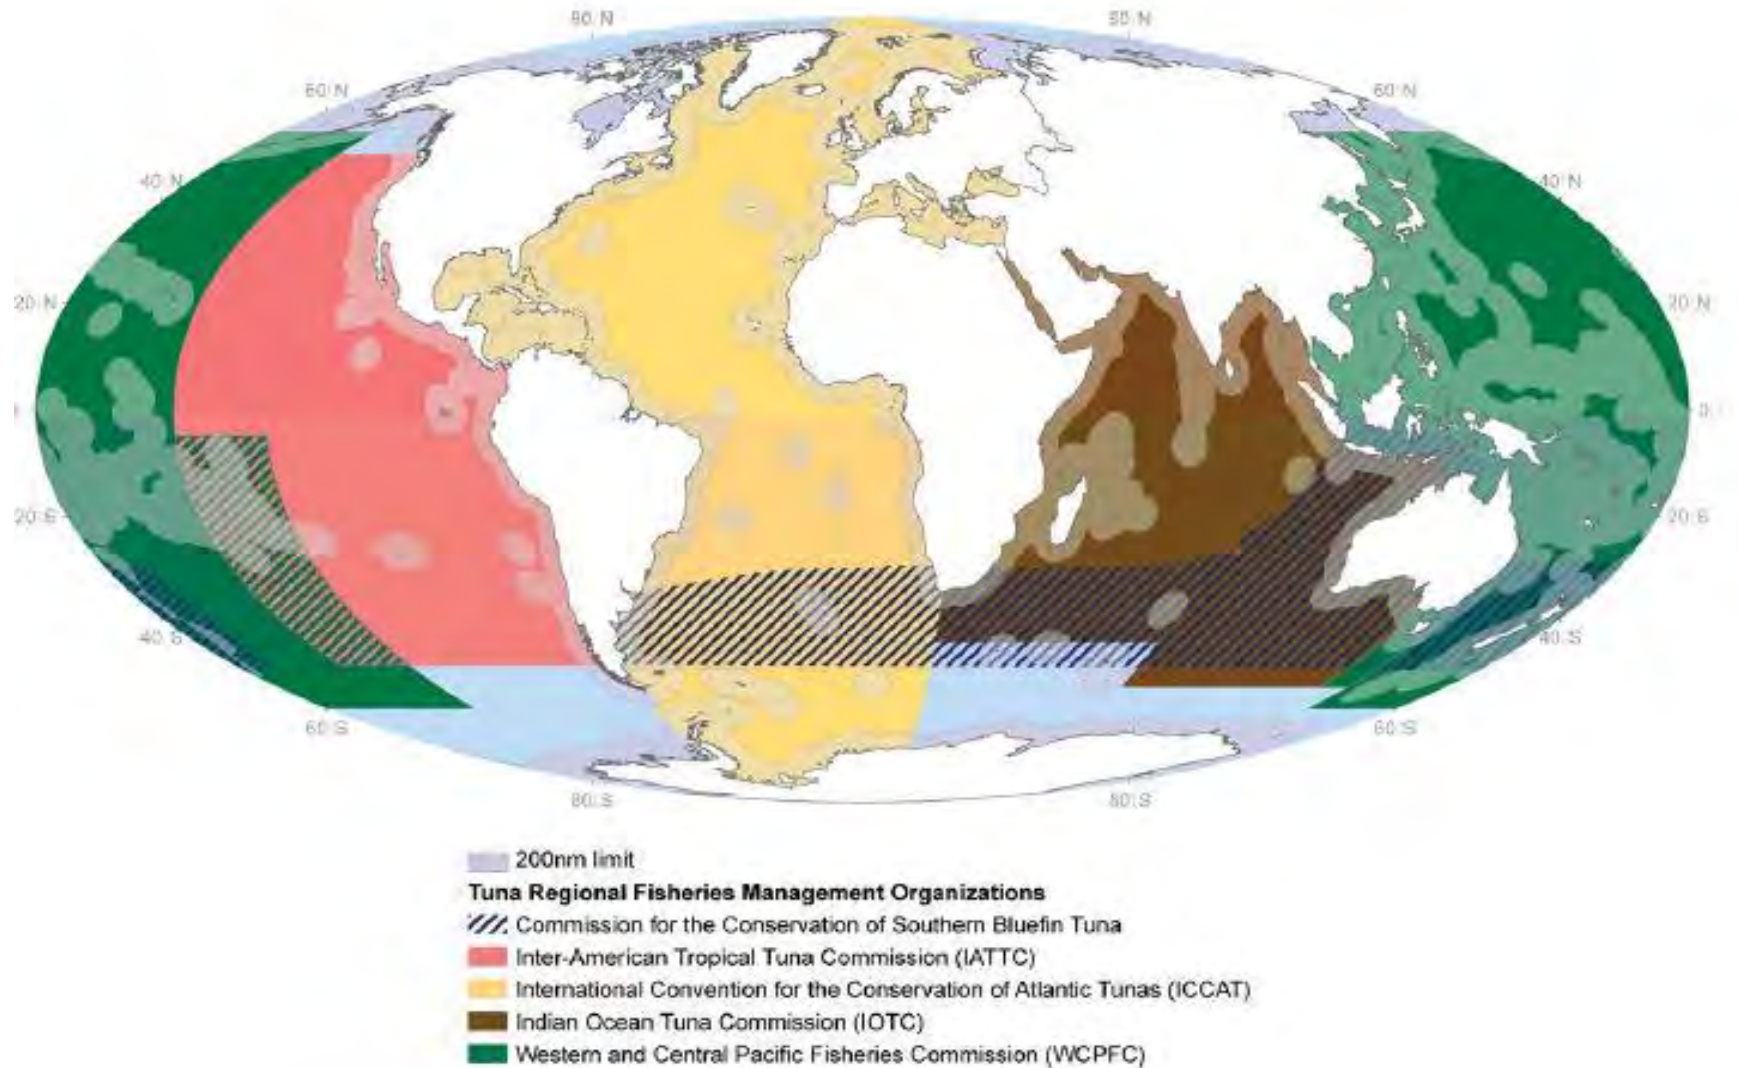 80°N 80°N
60°N 60°N
40°N 40°N
20°N 20°N
20°S 20°S
40°S 40°S
60°S 60°S
80°S 80°S
200nm limit
Tuna Regional Fisheries Management Organizations
Commission for the Conservation of Southern Bluefin Tuna
Inter-American Tropical Tuna Commission (IATTC)
International Convention for the Conservation of Atlantic Tunas (ICCAT)
Indian Ocean Tuna Commission (IOTC)
Western and Central Pacific Fisheries Commission (WCPFC)